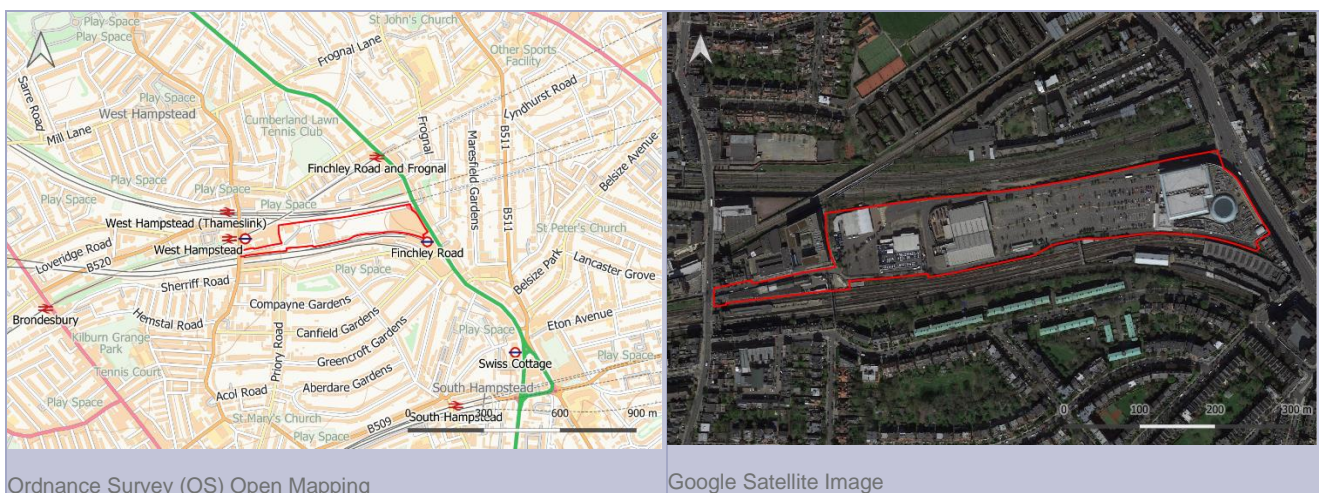 St John's Church
Play Space
Play Space
Frognal Lane
Other Sports
Facility
Sarre Road
Play Space
West Hampstead
Mill Lane
Cumberland Lawn
Tennis Club
Lyndhurst Road
Frognal
Maresfield Gardens
B511
Belsize Avenue
Finchley Road and Frognal
Play Space
Play Space
Play Space
West Hampstead (Thameslink)
B511
St Peter's Church
Loveridge Road
West Hampstead
Finchley Road
B520
Sherriff Road
Belsize Park
Lancaster Grove
Brondesbury
Hemstal Road
Compayne Gardens
Canfield Gardens
Play Space
Eton Avenue
Kilburn Grange
Park
Priory Road
Greencroft Gardens
Tennis Court
Swiss Cottage
Play Space
Acol Road
Aberdare Gardens
South Hampstead
Play Space
St Mary's Church
South Hampstead
Play Space
B509
0 300 600 900 m
Ordnance Survey (OS) Open Mapping
0 100 200 300 m
Google Satellite Image